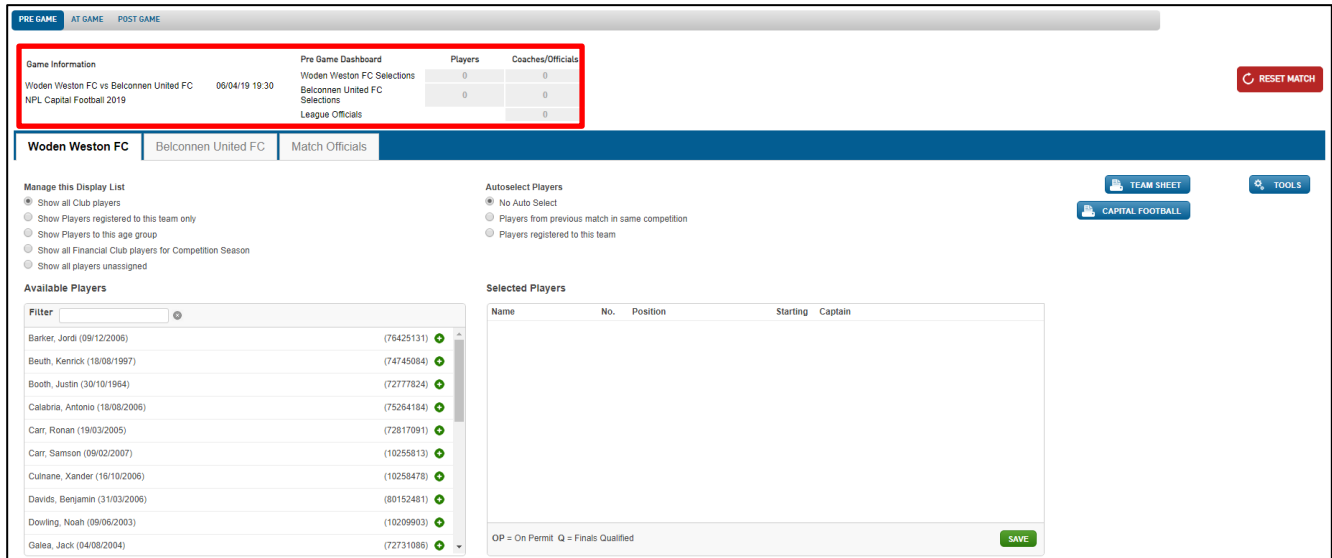 PRE GAME AT GAME POST GAME
Game Information
Woden Weston FC vs Belconnen United FC 06/04/19 19:30
NPL Capital Football 2019
Pre Game Dashboard Players Coaches/Officials
Woden Weston FC Selections 0 0
Belconnen United FC
Selections 0 0
League Officials 0
RESET MATCH
Woden Weston FC Belconnen United FC Match Officials
Manage this Display List
Show all Club players
Show Players registered to this team only
Show Players to this age group
Show all Financial Club players for Competition Season
Show all players unassigned
Autoselect Players
No Auto Select
Players from previous match in same competition
Players registered to this team
TEAM SHEET
TOOLS
CAPITAL FOOTBALL
Available Players
Filter
Barker, Jordi (09/12/2006) (76425131)
Beuth, Kenrick (18/08/1997) (74745084)
Booth, Justin (30/10/1964) (72777824)
Calabria, Antonio (18/08/2006) (75264184)
Carr, Ronan (19/03/2005) (72817091)
Carr, Samson (09/02/2007) (10255813)
Culnane, Xander (16/10/2006) (10258478)
Davids, Benjamin (31/03/2006) (80152481)
Dowling, Noah (09/06/2003) (10209903)
Galea, Jack (04/08/2004) (72731086)
Selected Players
Name No. Position Starting Captain
OP = On Permit Q = Finals Qualified
SAVE